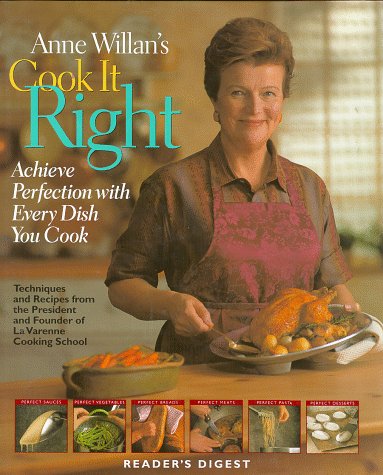 Anne Willan's
Cook It
Right
Achieve
Perfection with
Every Dish
You Cook
Techniques
and Recipes from
the President
and Founder of
La Varenne
Cooking School
PERFECT SAUCES
PERFECT VEGETABLES
PERFECT BREADS
PERFECT MEATS
PERFECT PASTA
PERFECT DESSERTS
READER'S DIGEST